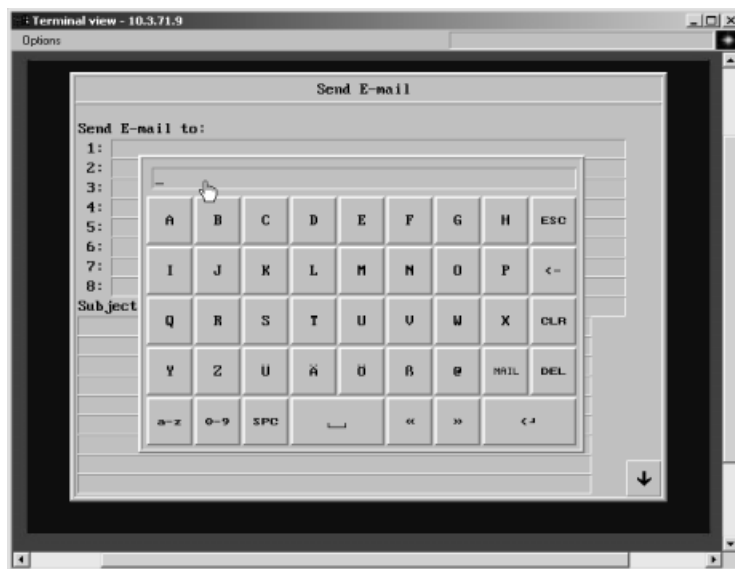 Terminal view - 10.3.71.9
Options
Send E-mail
Send E-mail to:
1:
2:
3:
4:
5:
6:
7:
8:
Subject
_
A B C D E F G H ESC
I J K L M N O P <-
Q R S T U V W X CLR
Y Z Ü Ä Ö ß @ MAIL DEL
a-z 0-9 SPC ⎵ « » ↵